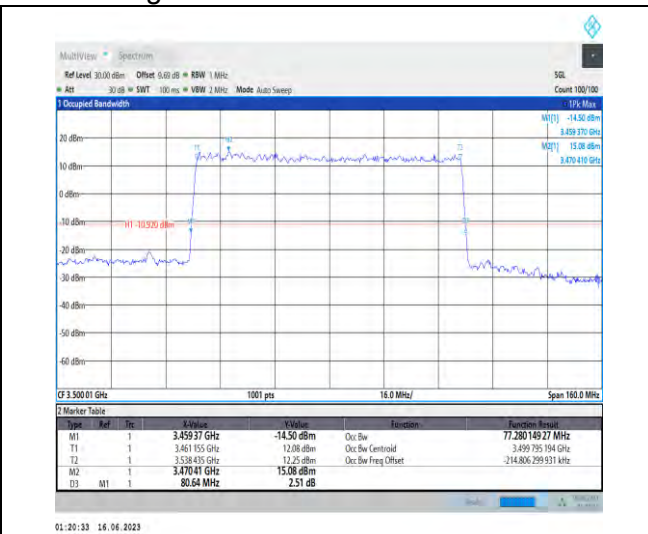 MultiView Spectrum
Ref Level 30.00 dBm Offset 9.69 dB RBW 1 MHz SGL
Att 30 dB SWT 100 ms VBW 2 MHz Mode Auto Sweep Count 100/100
1 Occupied Bandwidth 1Pk Max
M1[1] -14.50 dBm
3.459 370 GHz
20 dBm M2[1] 15.08 dBm
3.470 410 GHz
10 dBm
0 dBm
-10 dBm
H1 -10.920 dBm
-20 dBm
-30 dBm
-40 dBm
-50 dBm
-60 dBm
CF 3.500 01 GHz 1001 pts 16.0 MHz/ Span 160.0 MHz
2 Marker Table
Type Ref Trc X-Value Y-Value Function Function Result
M1 1 3.459 37 GHz -14.50 dBm Occ Bw 77.280 149 27 MHz
T1 1 3.461 155 GHz 12.08 dBm Occ Bw Centroid 3.499 795 194 GHz
T2 1 3.538 435 GHz 12.25 dBm Occ Bw Freq Offset -214.806 299 931 kHz
M2 1 3.470 41 GHz 15.08 dBm
D3 M1 1 80.64 MHz 2.51 dB
01:20:33 16.06.2023